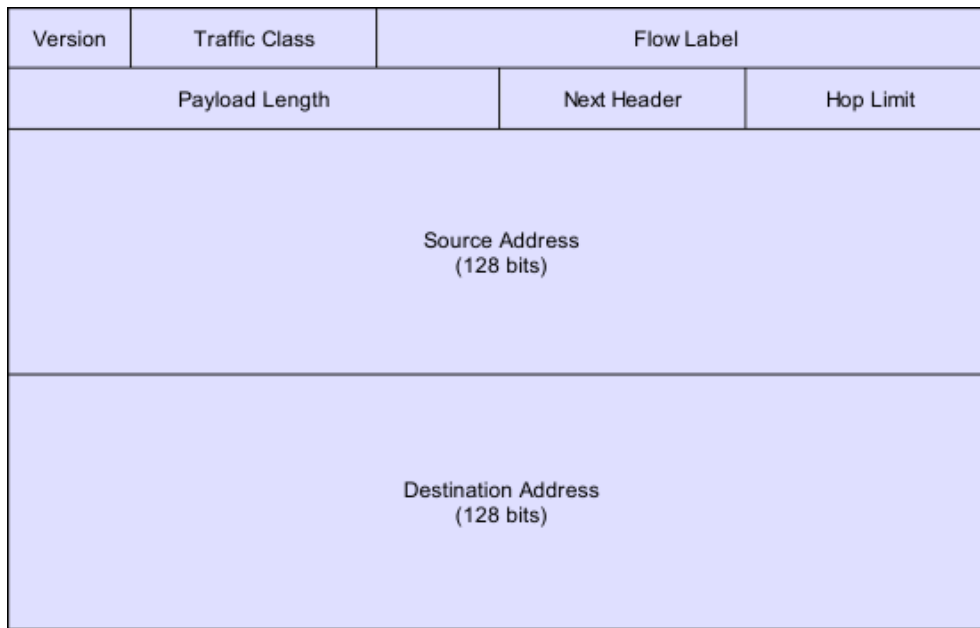 Version
Traffic Class
Flow Label
Payload Length
Next Header
Hop Limit
Source Address
(128 bits)
Destination Address
(128 bits)